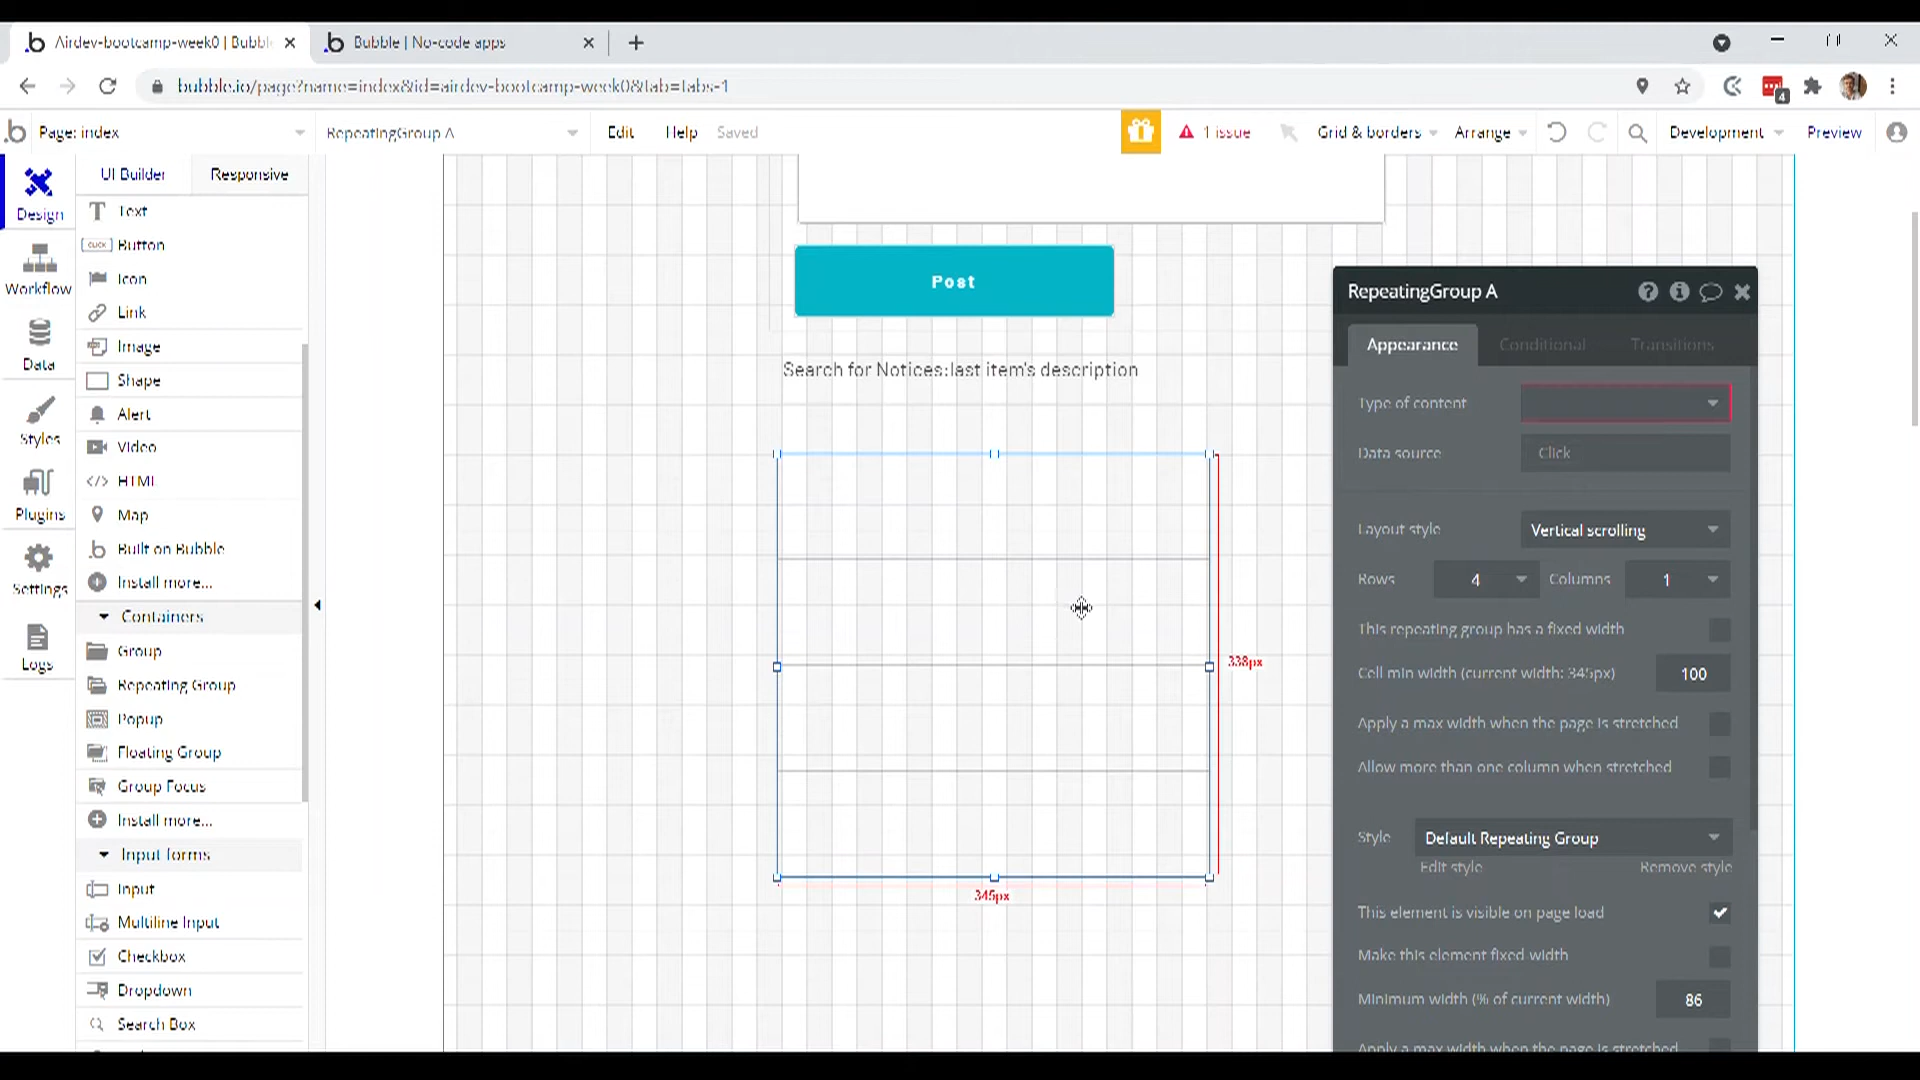 Airdev-bootcamp-week0 | Bubbl
Bubble | No-code apps
bubble.io/page?name=index&id=airdev-bootcamp-week0&tab=tabs-1
4
Page: index
RepeatingGroup A
Edit
Help
Saved
1 issue
Grid & borders
Arrange
Development
Preview
UI Builder
Responsive
Design
Workflow
Data
Styles
Plugins
Settings
Logs
Text
CLICK
Button
Icon
Link
Image
Shape
Alert
Video
</>
HTML
Map
Built on Bubble
Install more...
Containers
Group
Repeating Group
Popup
Floating Group
Group Focus
Install more...
Input forms
Input
Multiline Input
Checkbox
Dropdown
Search Box
Post
Search for Notices:last item's description
338px
345px
RepeatingGroup A
Appearance
Conditional
Transitions
Type of content
Data source
Click
Layout style
Vertical scrolling
Rows
4
Columns
1
This repeating group has a fixed width
Cell min width (current width: 345px)
100
Apply a max width when the page is stretched
Allow more than one column when stretched
Style
Default Repeating Group
Edit style
Remove style
This element is visible on page load
Make this element fixed width
Minimum width (% of current width)
86
Apply a max width when the page is stretched